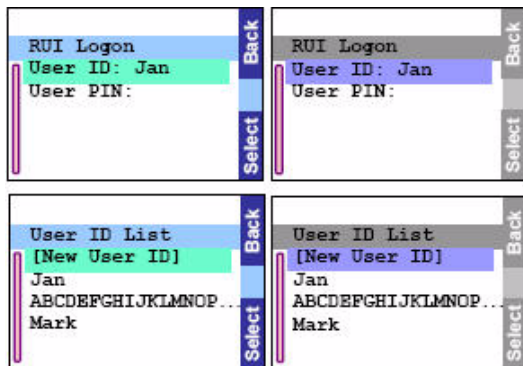 RUI Logon
User ID: Jan
User PIN:
Back
Select
RUI Logon
User ID: Jan
User PIN:
Back
Select
User ID List
[New User ID]
Jan
ABCDEFGHIJKLMNOP...
Mark
Back
Select
User ID List
[New User ID]
Jan
ABCDEFGHIJKLMNOP...
Mark
Back
Select